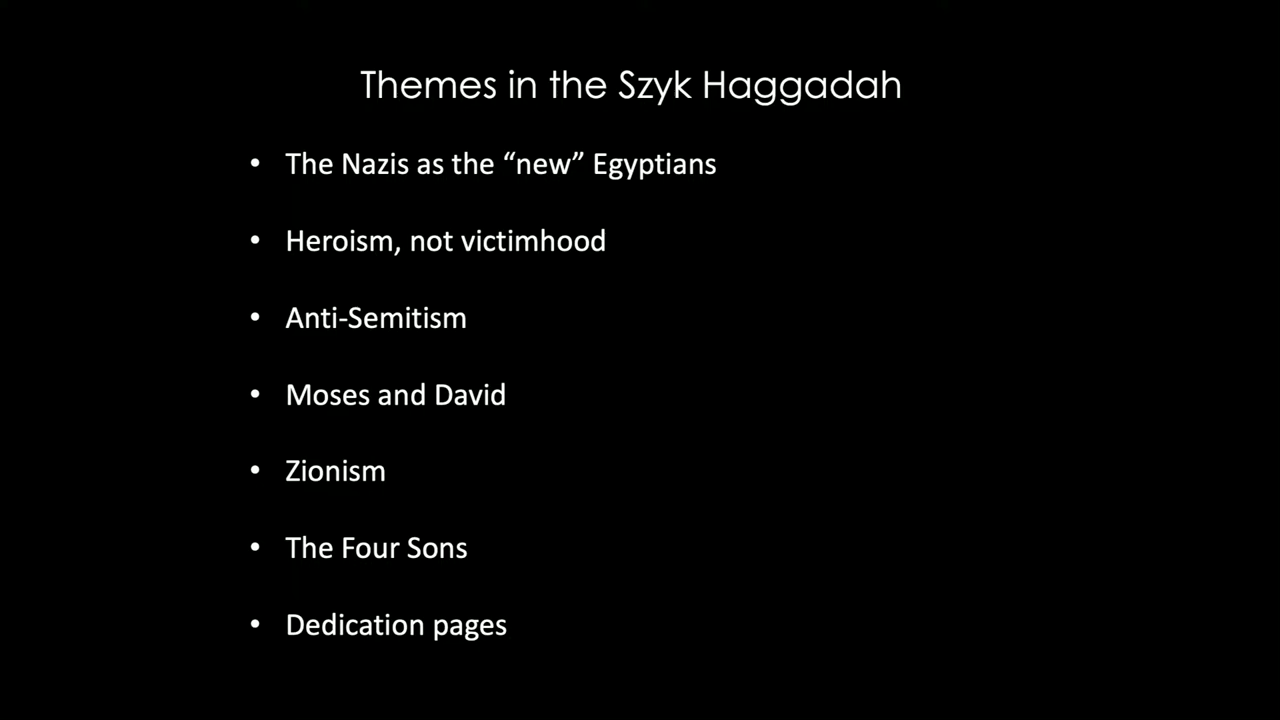 Themes in the Szyk Haggadah
• The Nazis as the “new” Egyptians
• Heroism, not victimhood
• Anti-Semitism
• Moses and David
• Zionism
• The Four Sons
• Dedication pages